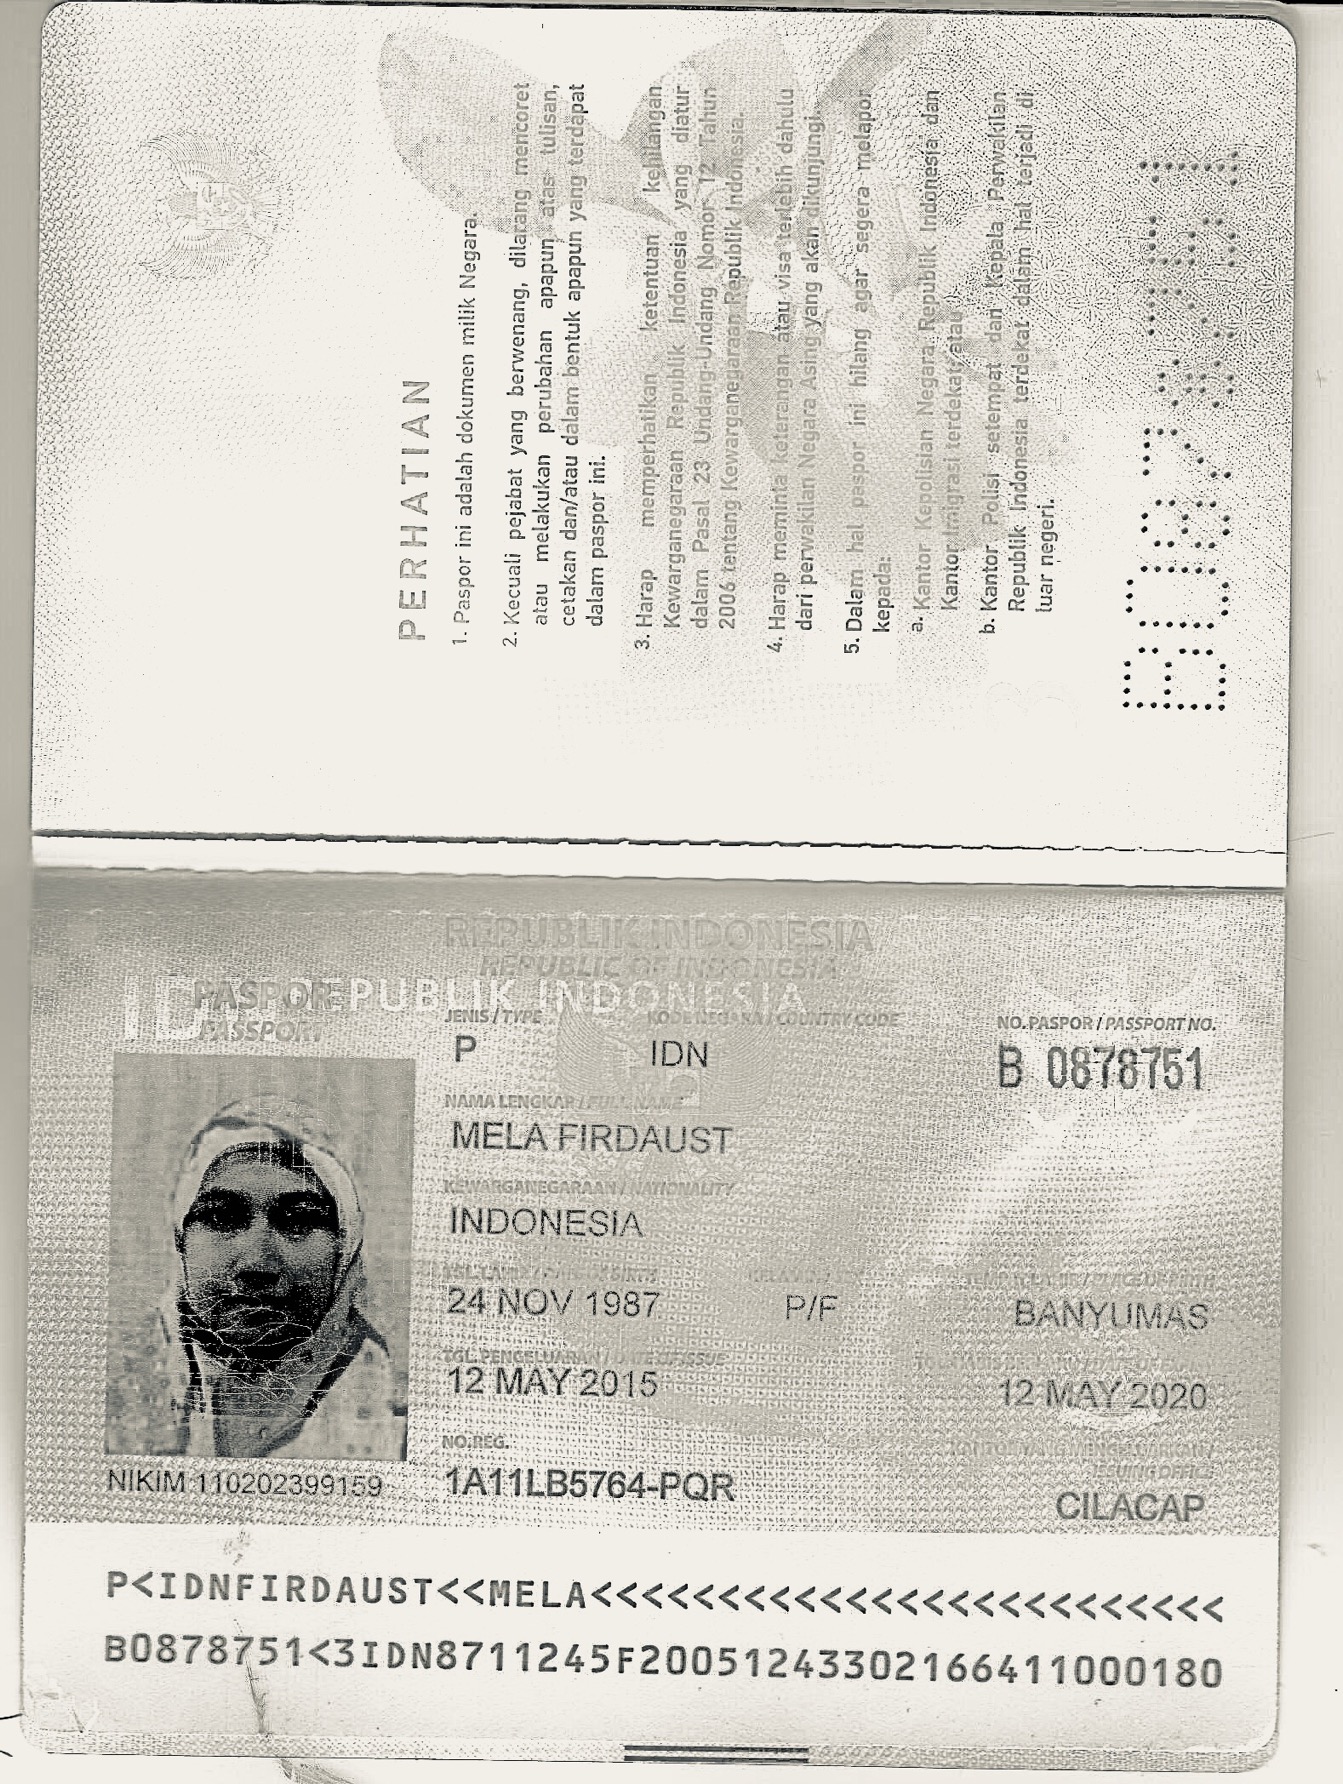 PERHATIAN
1. Paspor ini adalah dokumen milik Negara.
2. Kecuali pejabat yang berwenang, dilarang mencoret
atau melakukan perubahan apapun atas tulisan,
cetakan dan/atau dalam bentuk apapun yang terdapat
dalam paspor ini.
3. Harap memperhatikan ketentuan kehilangan
Kewarganegaraan Republik Indonesia yang diatur
dalam Pasal 23 Undang-Undang Nomor 12 Tahun
2006 tentang Kewarganegaraan Republik Indonesia.
4. Harap meminta keterangan atau visa terlebih dahulu
dari perwakilan Negara Asing yang akan dikunjungi.
5. Dalam hal paspor ini hilang agar segera melapor
kepada:
a. Kantor Kepolisian Negara Republik Indonesia dan
Kantor Imigrasi terdekat/atau
b. Kantor Polisi setempat dan Kepala Perwakilan
Republik Indonesia terdekat dalam hal terjadi di
luar negeri.
B0878751
REPUBLIK INDONESIA
REPUBLIC OF INDONESIA
PASPOR
PASSPORT
JENIS / TYPE KODE NEGARA / COUNTRY CODE NO. PASPOR / PASSPORT NO.
P IDN B 0878751
NAMA LENGKAP / FULL NAME
MELA FIRDAUST
KEWARGANEGARAAN / NATIONALITY
INDONESIA
TGL. LAHIR / DATE OF BIRTH TEMPAT LAHIR / PLACE OF BIRTH
24 NOV 1987 P/F BANYUMAS
TGL. PENGELUARAN / DATE OF ISSUE
12 MAY 2015 12 MAY 2020
NO. REG.
NIKIM 110202399159 1A11LB5764-PQR
ISSUING OFFICE
CILACAP
P<IDNFIRDAUST<<MELA<<<<<<<<<<<<<<<<<<<<<<<<<
B0878751<3IDN8711245F2005124330216641100018​0